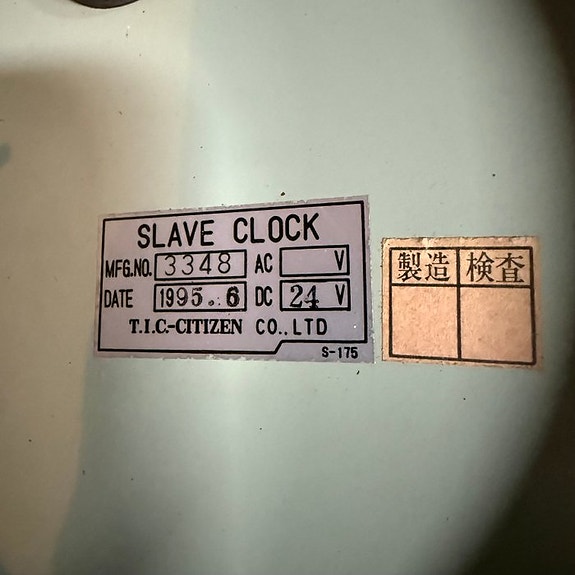 SLAVE CLOCK
MFG.NO. 3348 AC V
DATE 1995.6 DC 24 V
T.I.C.-CITIZEN CO.,LTD
S-175
製造 検査